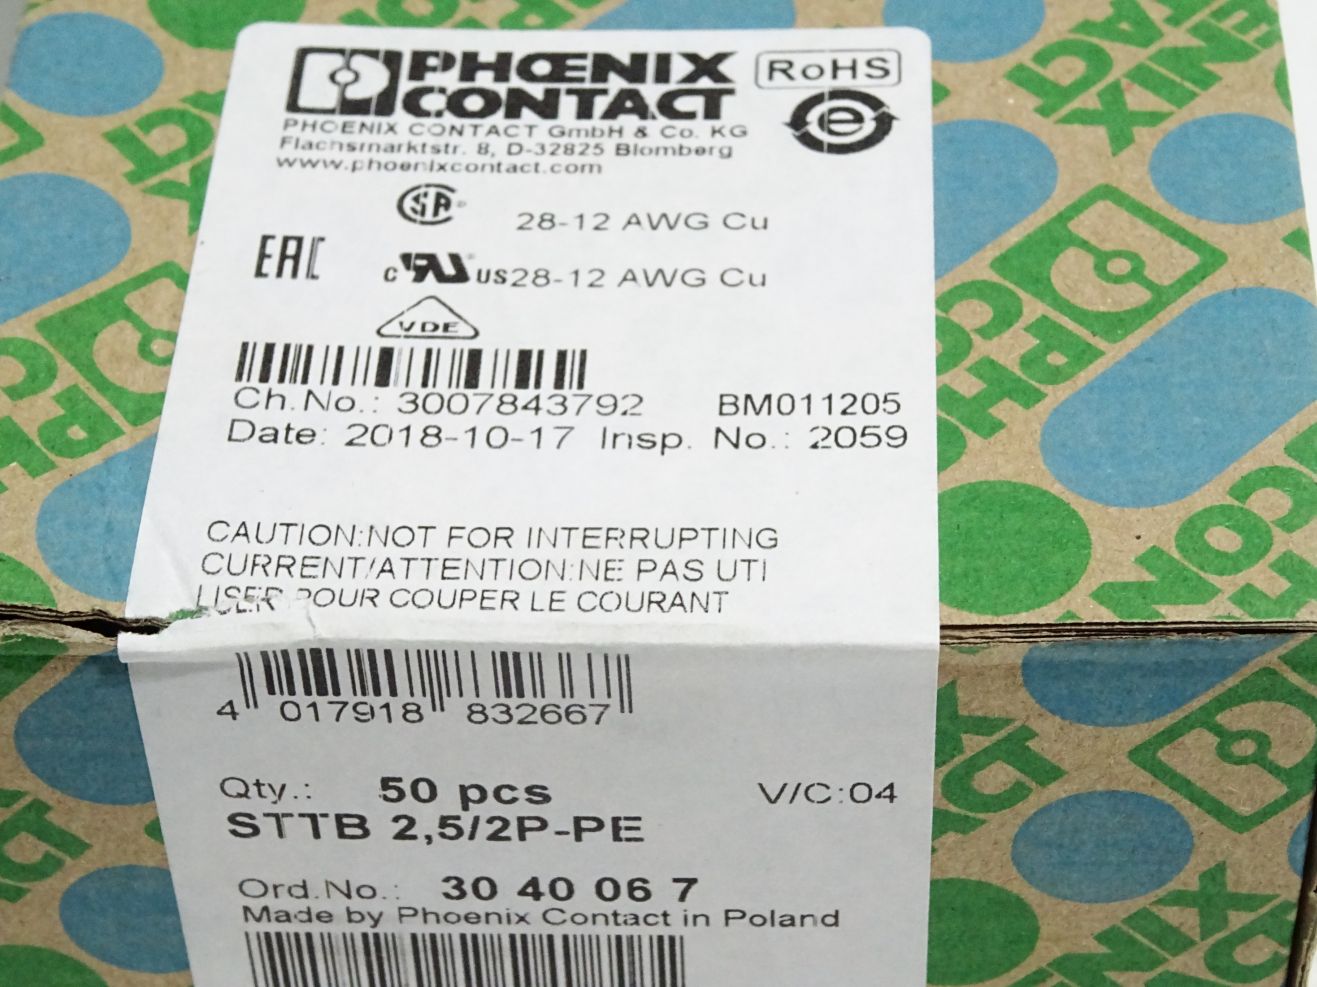 PHŒNIX
CONTACT
RoHS
e
PHOENIX CONTACT GmbH & Co. KG
Flachsmarktstr. 8, D-32825 Blomberg
www.phoenixcontact.com
SA 28-12 AWG Cu
EAC
c US 28-12 AWG Cu
VDE
Ch.No.: 3007843792 BM011205
Date: 2018-10-17 Insp. No.: 2059
CAUTION:NOT FOR INTERRUPTING
CURRENT/ATTENTION:NE PAS UTI
LISER POUR COUPER LE COURANT
4 017918 832667
Qty.: 50 pcs V/C:04
STTB 2,5/2P-PE
Ord.No.: 30 40 06 7
Made by Phoenix Contact in Poland